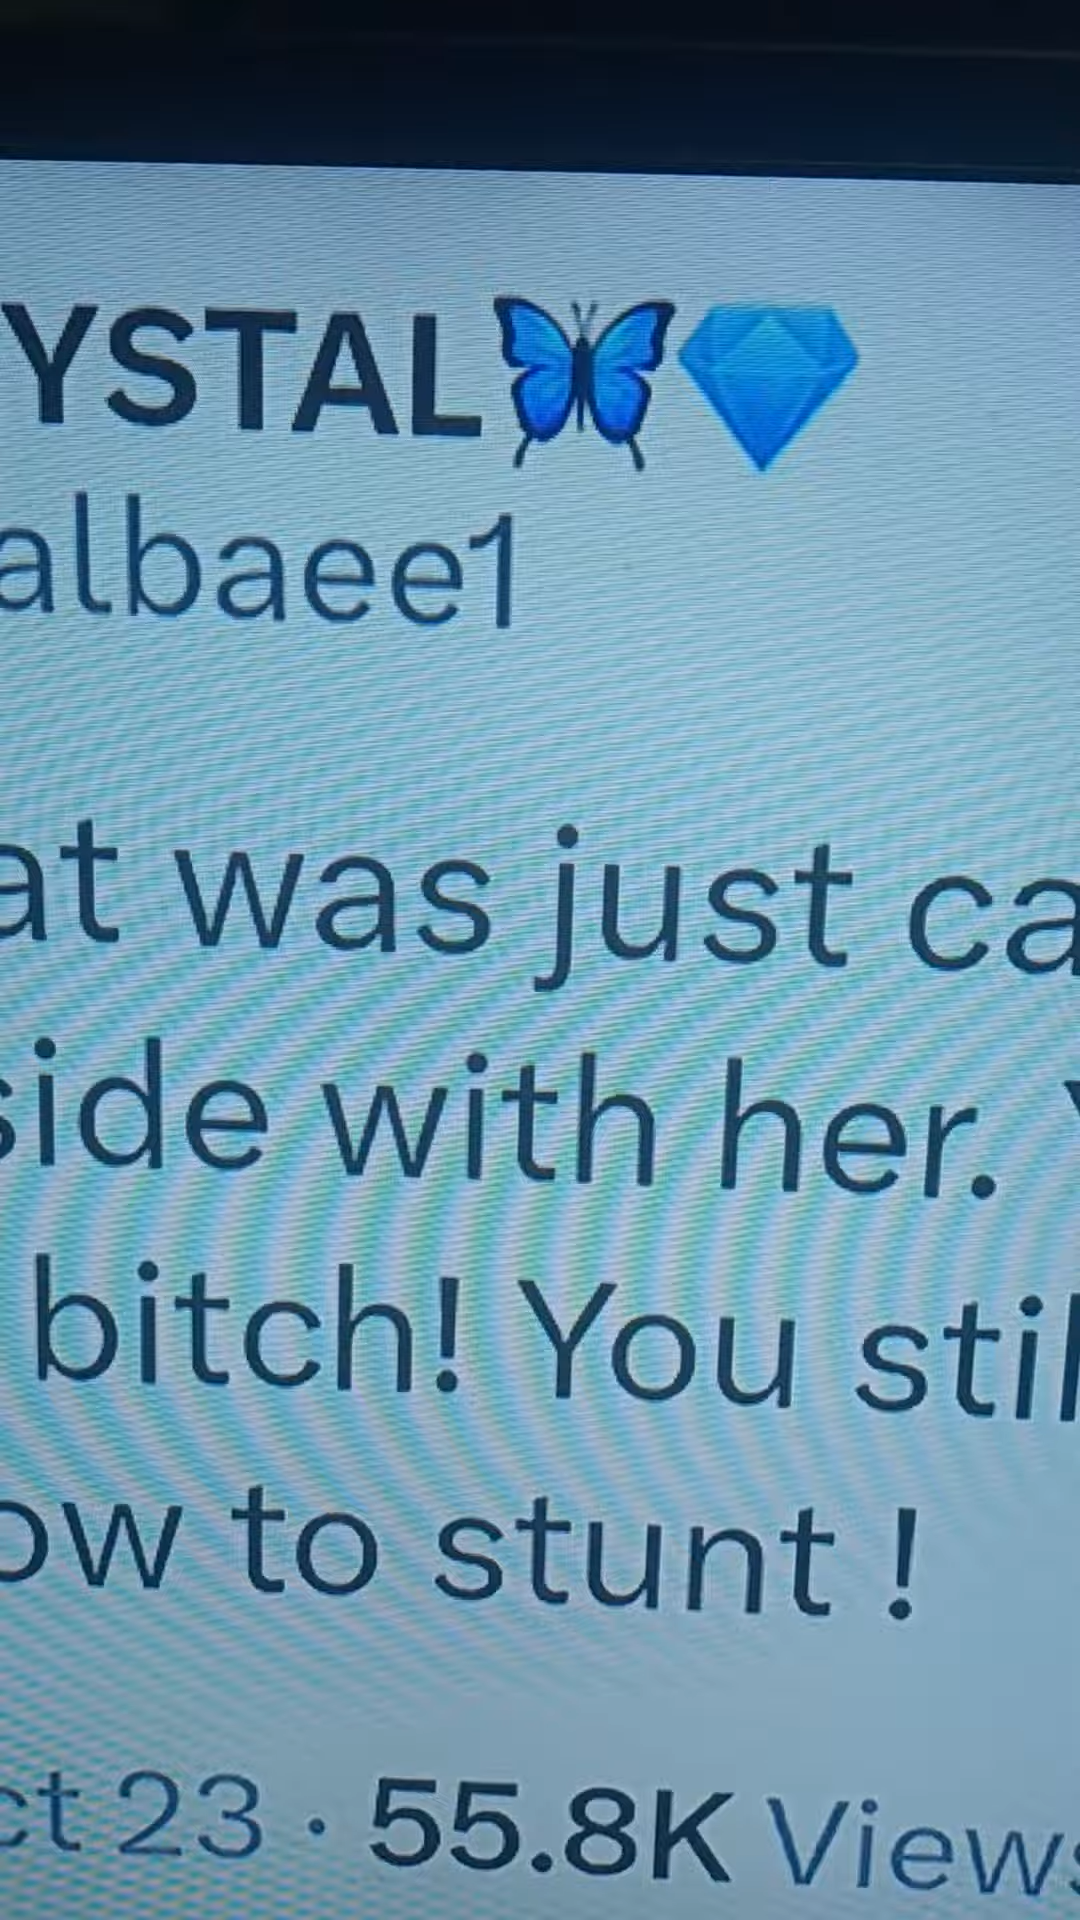 YSTAL🦋💎
albaee1
at was just ca
side with her.
bitch! You stil
ow to stunt !
ct 23 · 55.8K Views